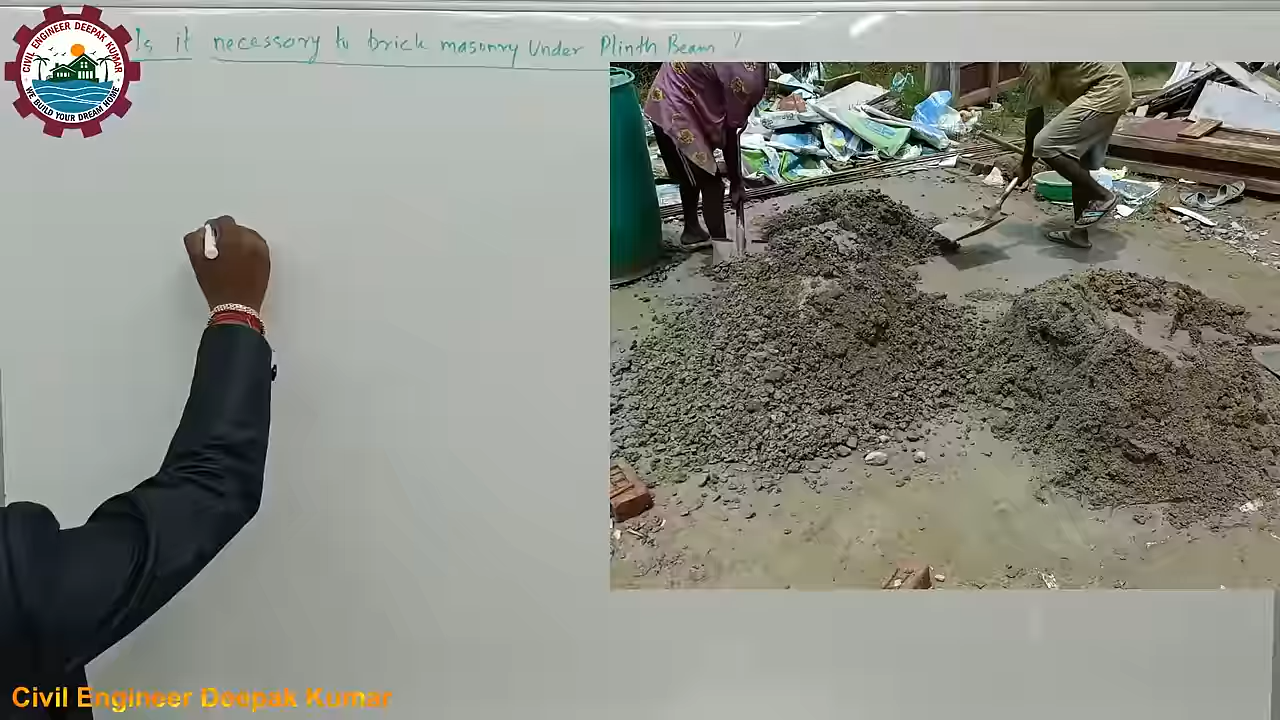 Is it necessary to brick masonry Under Plinth Beam ?
CIVIL ENGINEER DEEPAK KUMAR
WE BUILD YOUR DREAM HOME
Civil Engineer Deepak Kumar